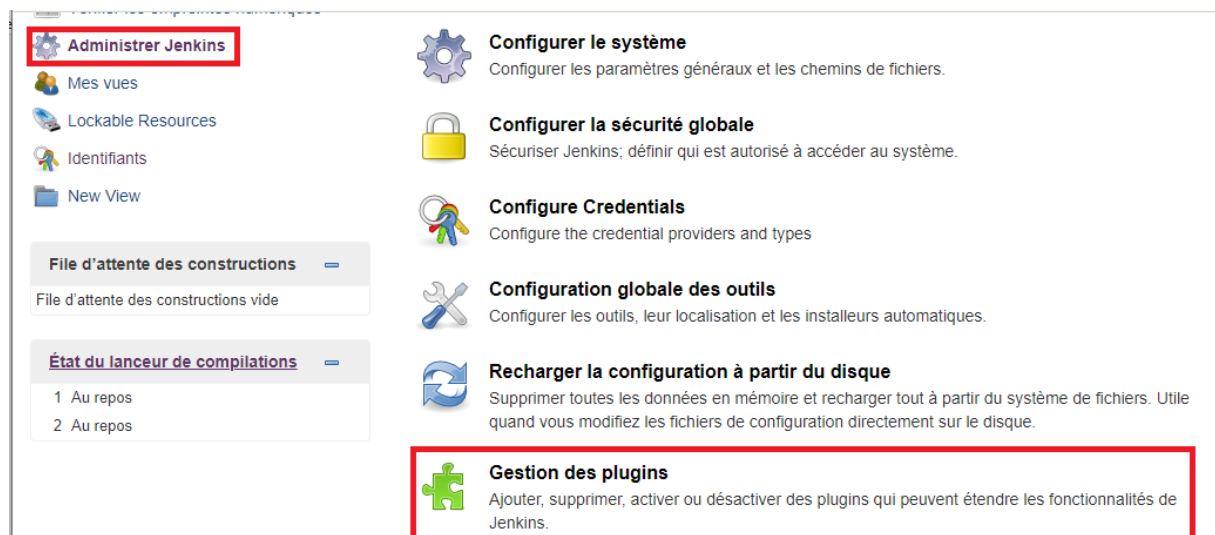 Vérifier les empreintes numériques
Administrer Jenkins
Mes vues
Lockable Resources
Identifiants
New View
File d'attente des constructions
File d'attente des constructions vide
État du lanceur de compilations
1 Au repos
2 Au repos
Configurer le système
Configurer les paramètres généraux et les chemins de fichiers.
Configurer la sécurité globale
Sécuriser Jenkins; définir qui est autorisé à accéder au système.
Configure Credentials
Configure the credential providers and types
Configuration globale des outils
Configurer les outils, leur localisation et les installeurs automatiques.
Recharger la configuration à partir du disque
Supprimer toutes les données en mémoire et recharger tout à partir du système de fichiers. Utile
quand vous modifiez les fichiers de configuration directement sur le disque.
Gestion des plugins
Ajouter, supprimer, activer ou désactiver des plugins qui peuvent étendre les fonctionnalités de
Jenkins.